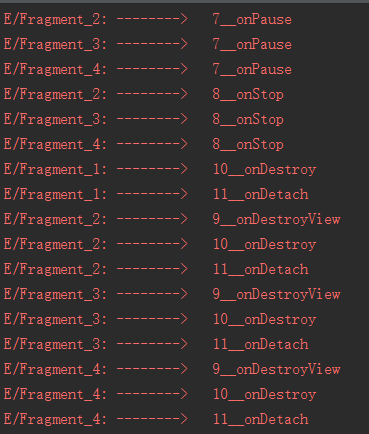 E/Fragment_2: -------->   7__onPause
E/Fragment_3: -------->   7__onPause
E/Fragment_4: -------->   7__onPause
E/Fragment_2: -------->   8__onStop
E/Fragment_3: -------->   8__onStop
E/Fragment_4: -------->   8__onStop
E/Fragment_1: -------->   10__onDestroy
E/Fragment_1: -------->   11__onDetach
E/Fragment_2: -------->   9__onDestroyView
E/Fragment_2: -------->   10__onDestroy
E/Fragment_2: -------->   11__onDetach
E/Fragment_3: -------->   9__onDestroyView
E/Fragment_3: -------->   10__onDestroy
E/Fragment_3: -------->   11__onDetach
E/Fragment_4: -------->   9__onDestroyView
E/Fragment_4: -------->   10__onDestroy
E/Fragment_4: -------->   11__onDetach